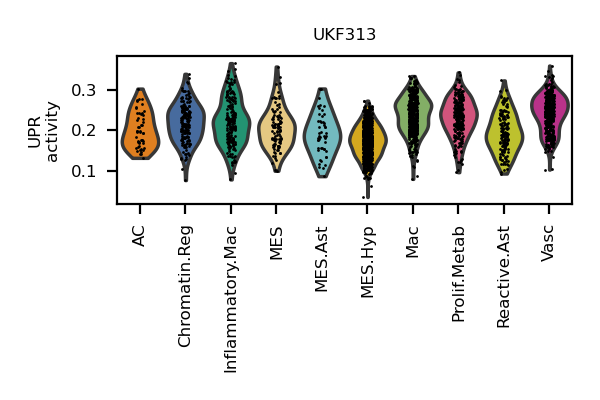 UKF313
UPR
activity
0.3
0.2
0.1
AC
Chromatin.Reg
Inflammatory.Mac
MES
MES.Ast
MES.Hyp
Mac
Prolif.Metab
Reactive.Ast
Vasc